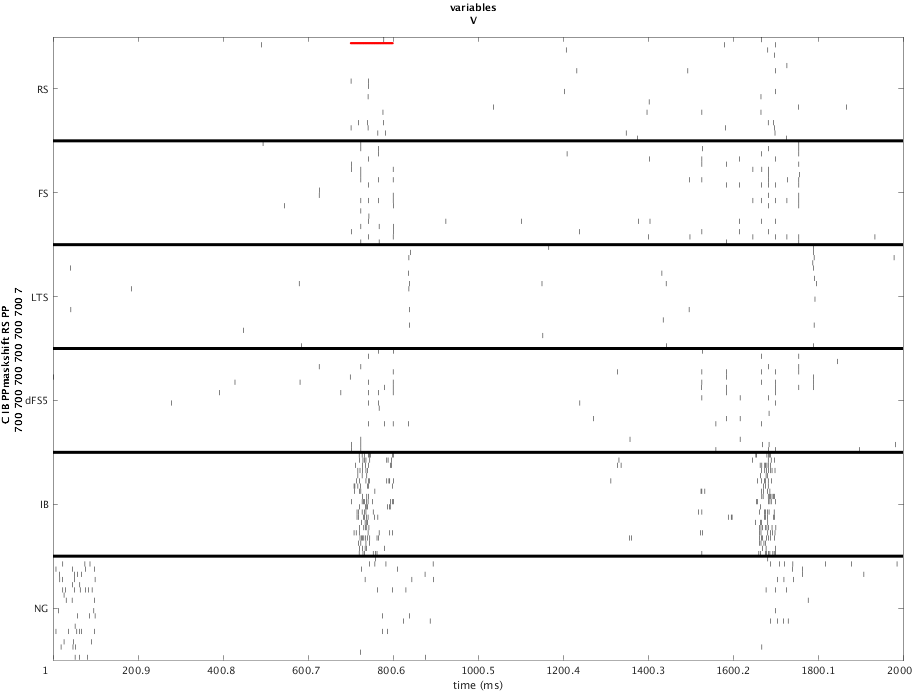 variables
V
RS
FS
LTS
dFS5
IB
NG
C IB PPmaskshift RS PP
700 700 700 700 700 700 7
1
200.9
400.8
600.7
800.6
1000.5
1200.4
1400.3
1600.2
1800.1
2000
time (ms)